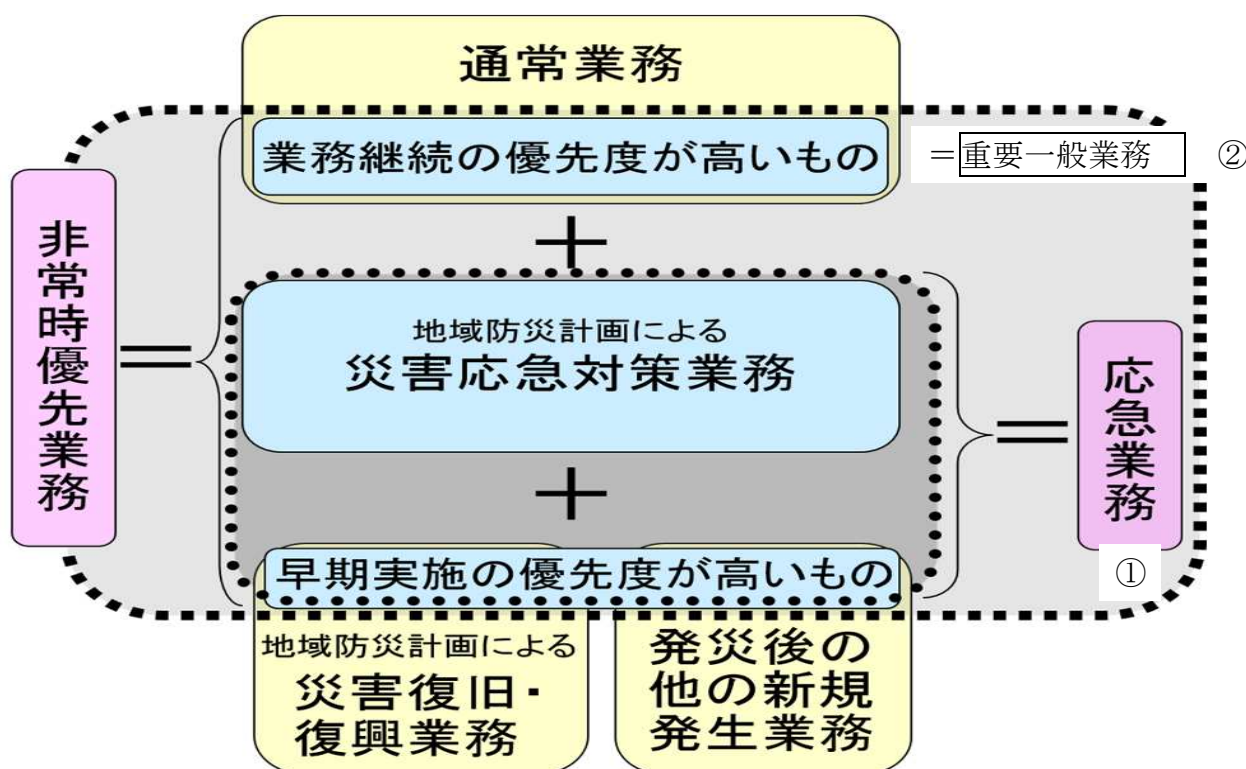 通常業務
業務継続の優先度が高いもの
＝重要一般業務 ②
＋
非常時優先業務
＝
地域防災計画による
災害応急対策業務
＝
応急業務
①
＋
早期実施の優先度が高いもの
地域防災計画による
災害復旧・
復興業務
発災後の
他の新規
発生業務